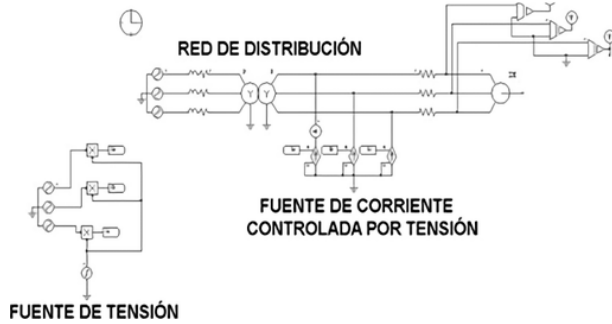 RED DE DISTRIBUCIÓN
FUENTE DE CORRIENTE
CONTROLADA POR TENSIÓN
FUENTE DE TENSIÓN